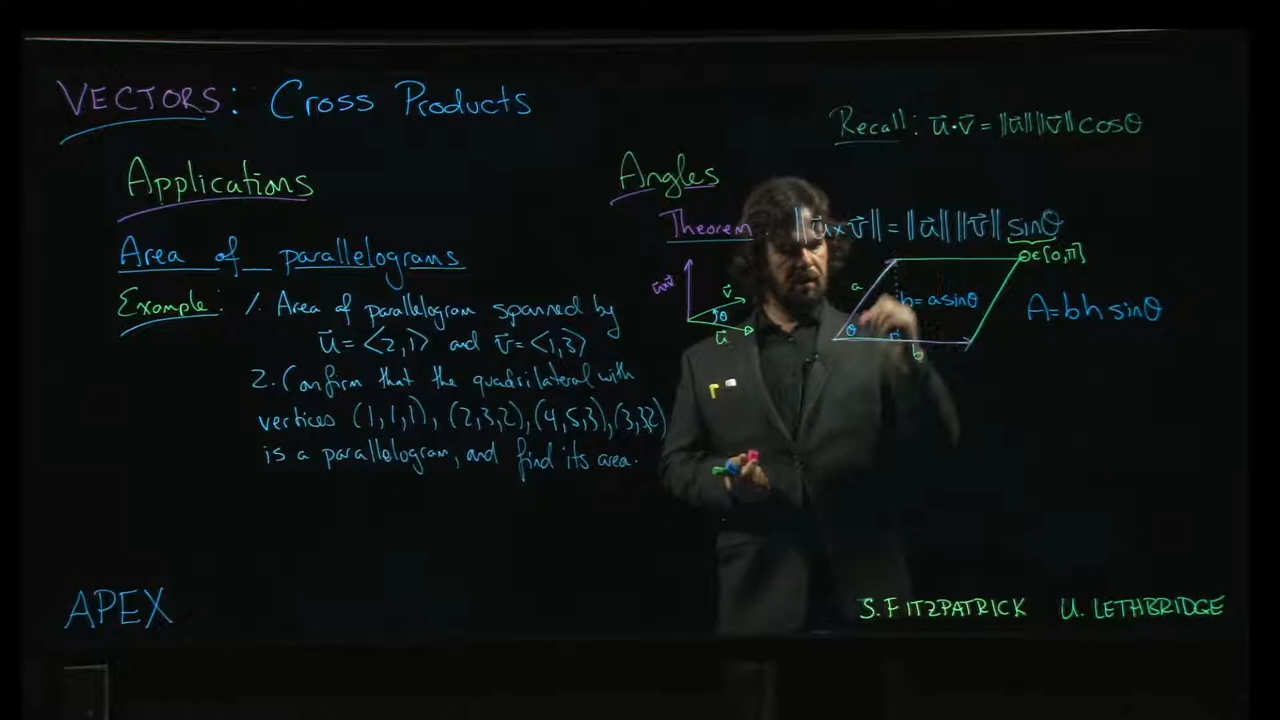 VECTORS: Cross Products
Applications
Area of parallelograms
Example: 1. Area of parallelogram spanned by
u⃗ = <2,1> and v⃗ = <1,3>
2. Confirm that the quadrilateral with
vertices (1,1,1), (2,3,2), (4,5,3), (3,3,2)
is a parallelogram, and find its area.
APEX
Recall: u⃗·v⃗ = ||u⃗|| ||v⃗|| cosθ
Angles
Theorem: ||u⃗×v⃗|| = ||u⃗|| ||v⃗|| sinθ
θ∈[0,π]
u⃗×v⃗
v⃗
θ
u⃗
a
h = a sinθ
θ
b
A = bh sinθ
S. FITZPATRICK U. LETHBRIDGE